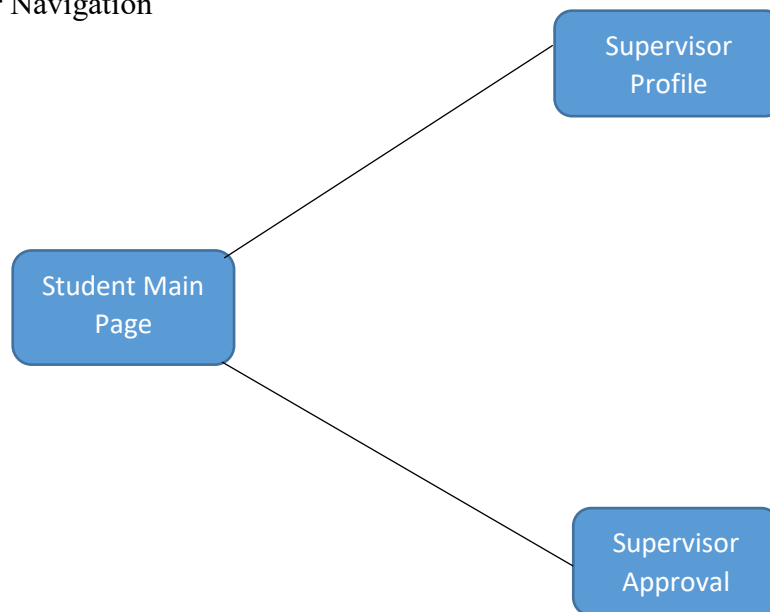 Navigation
Supervisor
Profile
Student Main
Page
Supervisor
Approval